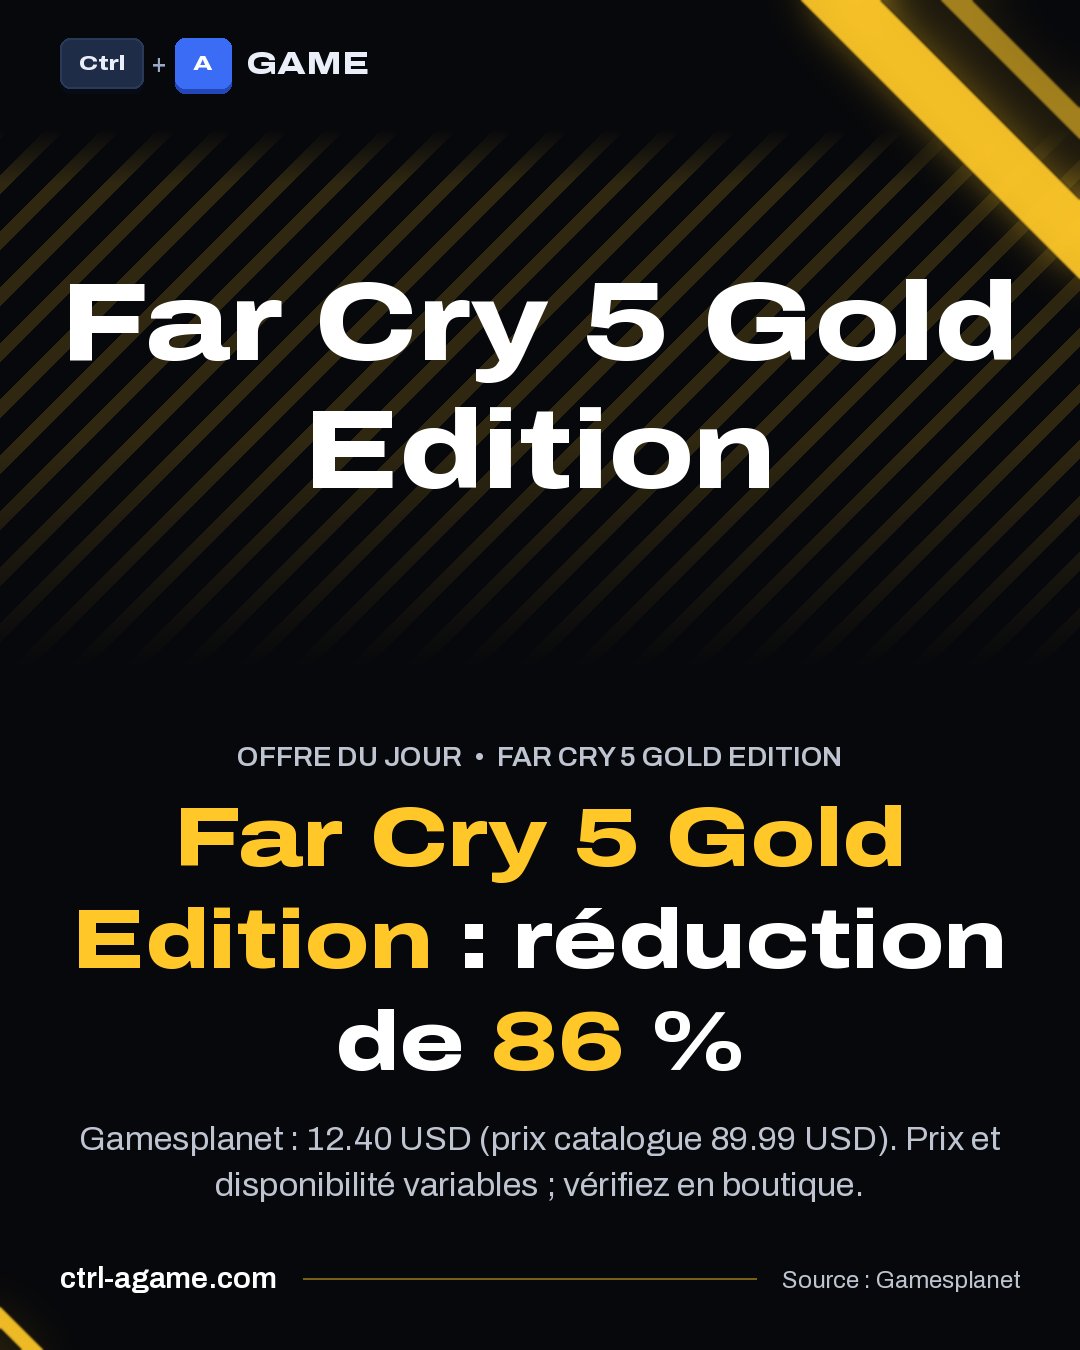 Ctrl + A GAME
Far Cry 5 Gold
Edition
OFFRE DU JOUR • FAR CRY 5 GOLD EDITION
Far Cry 5 Gold
Edition : réduction
de 86 %
Gamesplanet : 12.40 USD (prix catalogue 89.99 USD). Prix et
disponibilité variables ; vérifiez en boutique.
ctrl-agame.com
Source : Gamesplanet